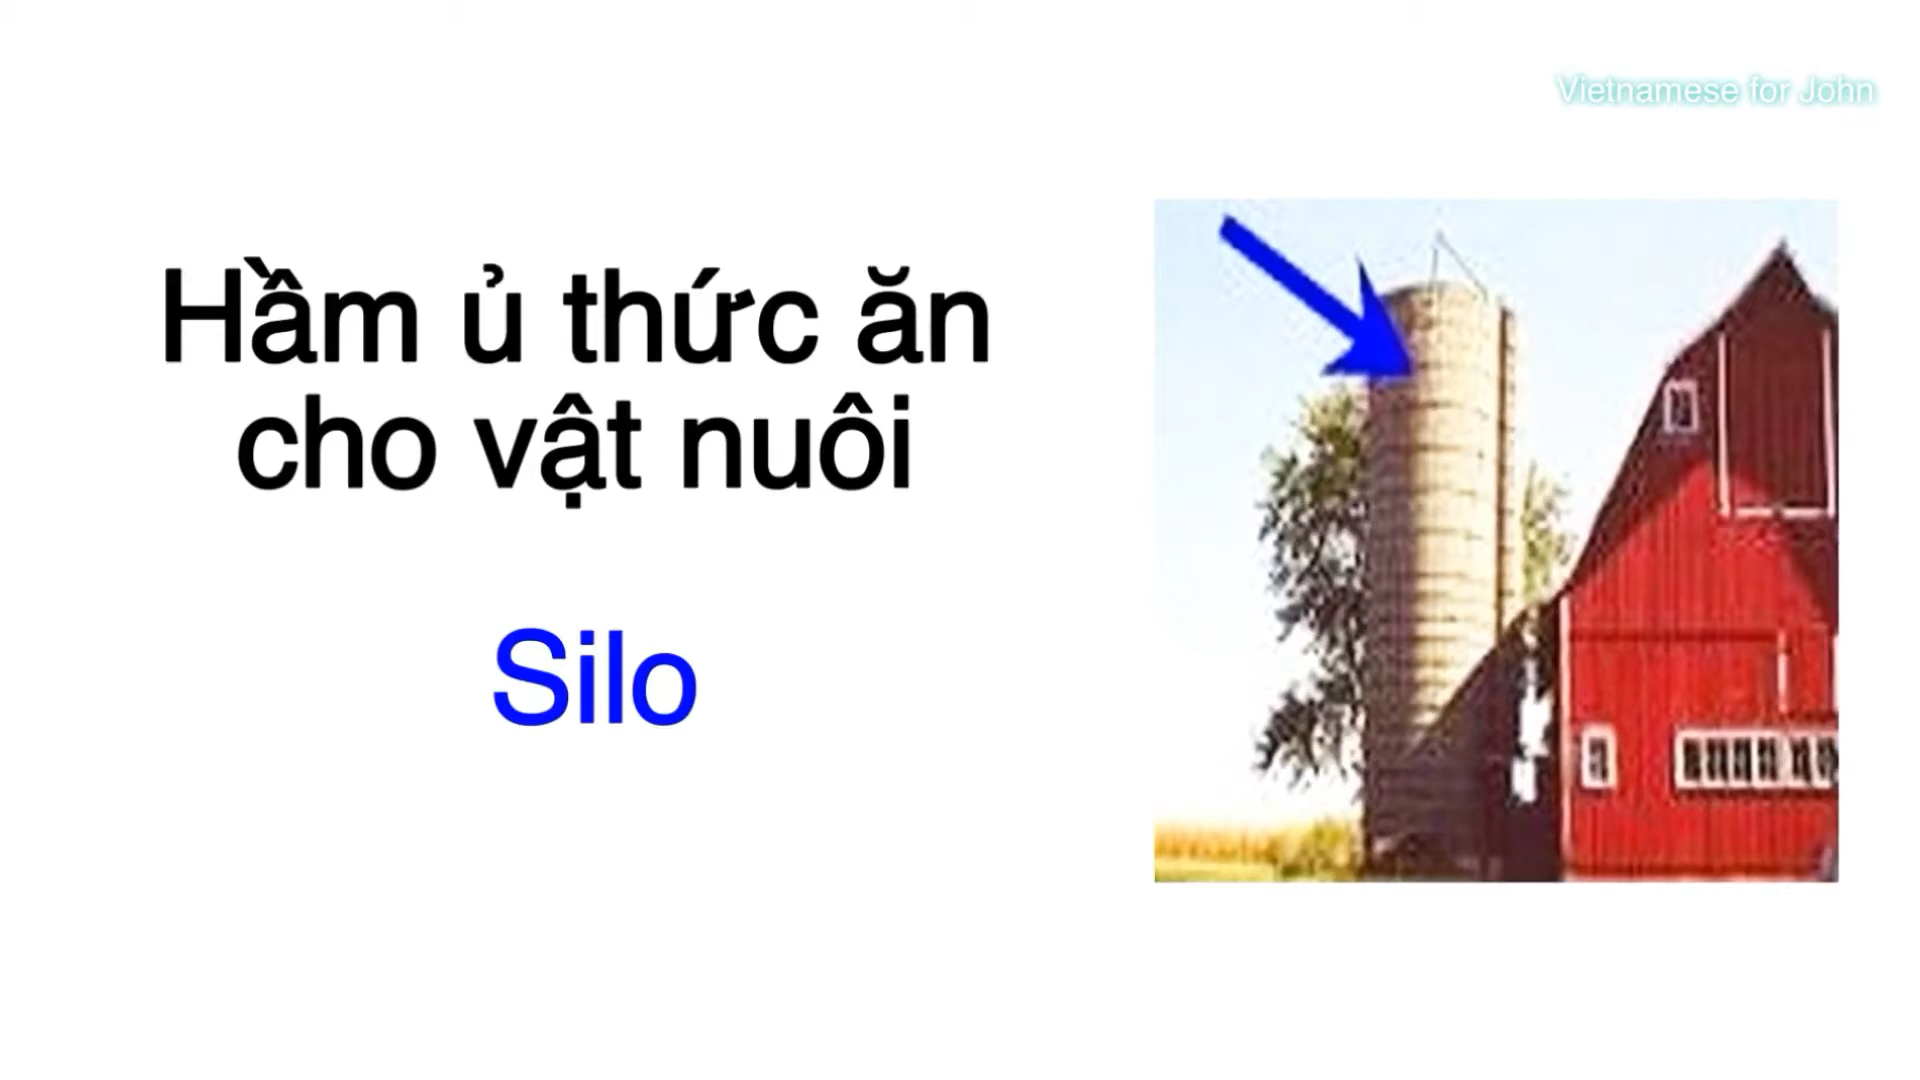 Vietnamese for John
Hầm ủ thức ăn
cho vật nuôi
Silo